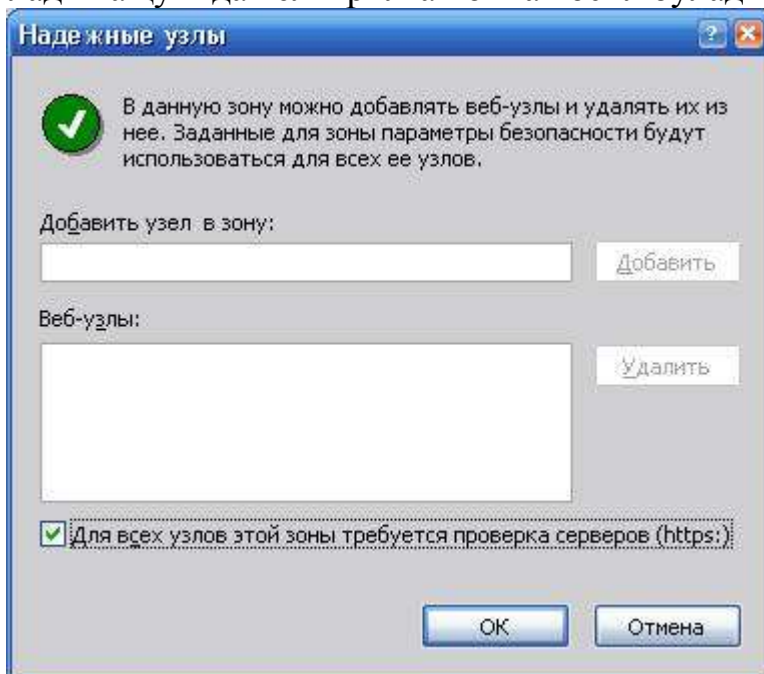 Надежные узлы
В данную зону можно добавлять веб-узлы и удалять их из
нее. Заданные для зоны параметры безопасности будут
использоваться для всех ее узлов.
Добавить узел в зону:
Добавить
Веб-узлы:
Удалить
Для всех узлов этой зоны требуется проверка серверов (https:)
ОК
Отмена